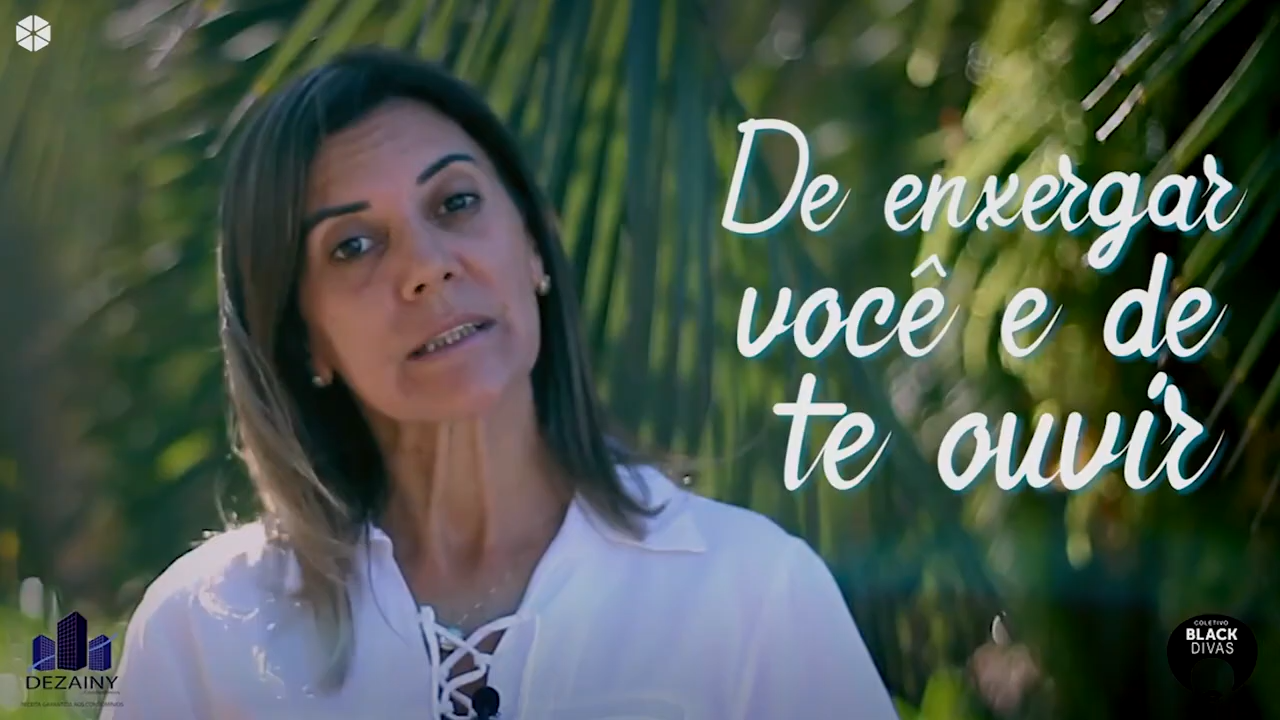 De enxergar
você e de
te ouvir
DEZAINY
COLETIVO
BLACK
DIVAS